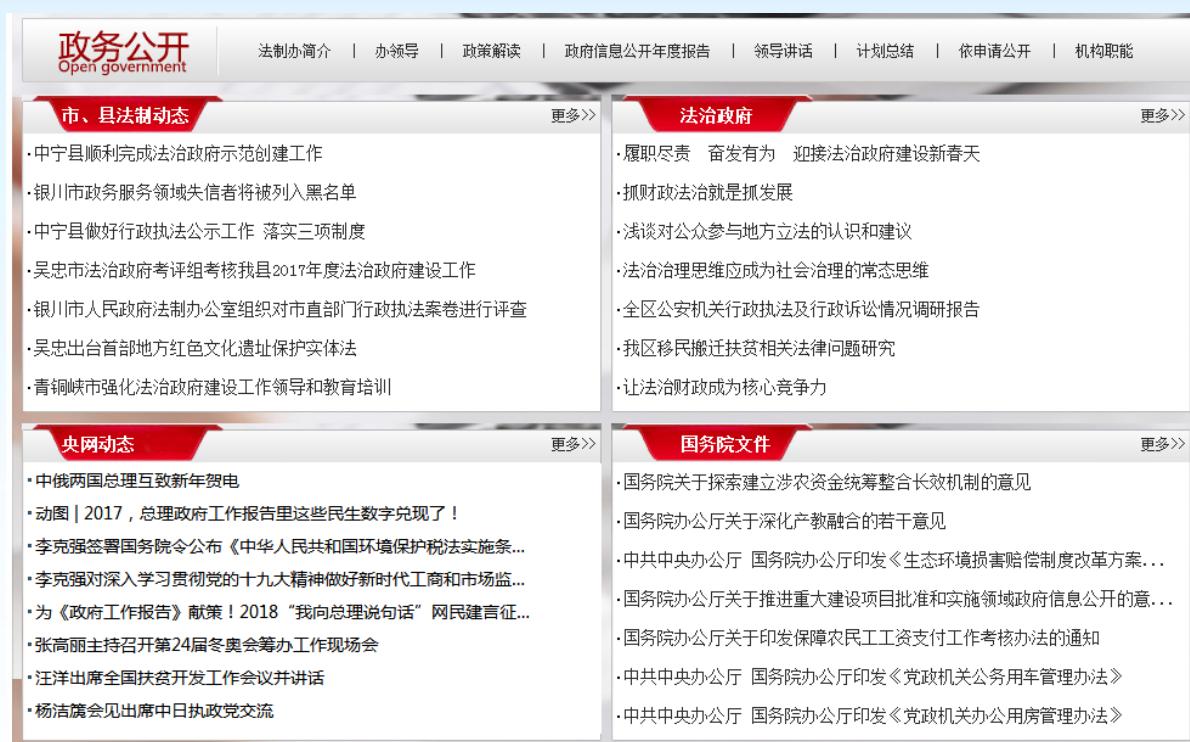 政务公开
Open government
法制办简介 | 办领导 | 政策解读 | 政府信息公开年度报告 | 领导讲话 | 计划总结 | 依申请公开 | 机构职能
市、县法制动态 更多>>
·中宁县顺利完成法治政府示范创建工作
·银川市政务服务领域失信者将被列入黑名单
·中宁县做好行政执法公示工作 落实三项制度
·吴忠市法治政府考评组考核我县2017年度法治政府建设工作
·银川市人民政府法制办公室组织对市直部门行政执法案卷进行评查
·吴忠出台首部地方红色文化遗址保护实体法
·青铜峡市强化法治政府建设工作领导和教育培训
法治政府 更多>>
·履职尽责 奋发有为 迎接法治政府建设新春天
·抓财政法治就是抓发展
·浅谈对公众参与地方立法的认识和建议
·法治治理思维应成为社会治理的常态思维
·全区公安机关行政执法及行政诉讼情况调研报告
·我区移民搬迁扶贫相关法律问题研究
·让法治财政成为核心竞争力
央网动态 更多>>
·中俄两国总理互致新年贺电
·动图 | 2017，总理政府工作报告里这些民生数字兑现了！
·李克强签署国务院令公布《中华人民共和国环境保护税法实施条...
·李克强对深入学习贯彻党的十九大精神做好新时代工商和市场监...
·为《政府工作报告》献策！2018“我向总理说句话”网民建言征...
·张高丽主持召开第24届冬奥会筹办工作现场会
·汪洋出席全国扶贫开发工作会议并讲话
·杨洁篪会见出席中日执政党交流
国务院文件 更多>>
·国务院关于探索建立涉农资金统筹整合长效机制的意见
·国务院办公厅关于深化产教融合的若干意见
·中共中央办公厅 国务院办公厅印发《生态环境损害赔偿制度改革方案...
·国务院办公厅关于推进重大建设项目批准和实施领域政府信息公开的意...
·国务院办公厅关于印发保障农民工工资支付工作考核办法的通知
·中共中央办公厅 国务院办公厅印发《党政机关公务用车管理办法》
·中共中央办公厅 国务院办公厅印发《党政机关办公用房管理办法》